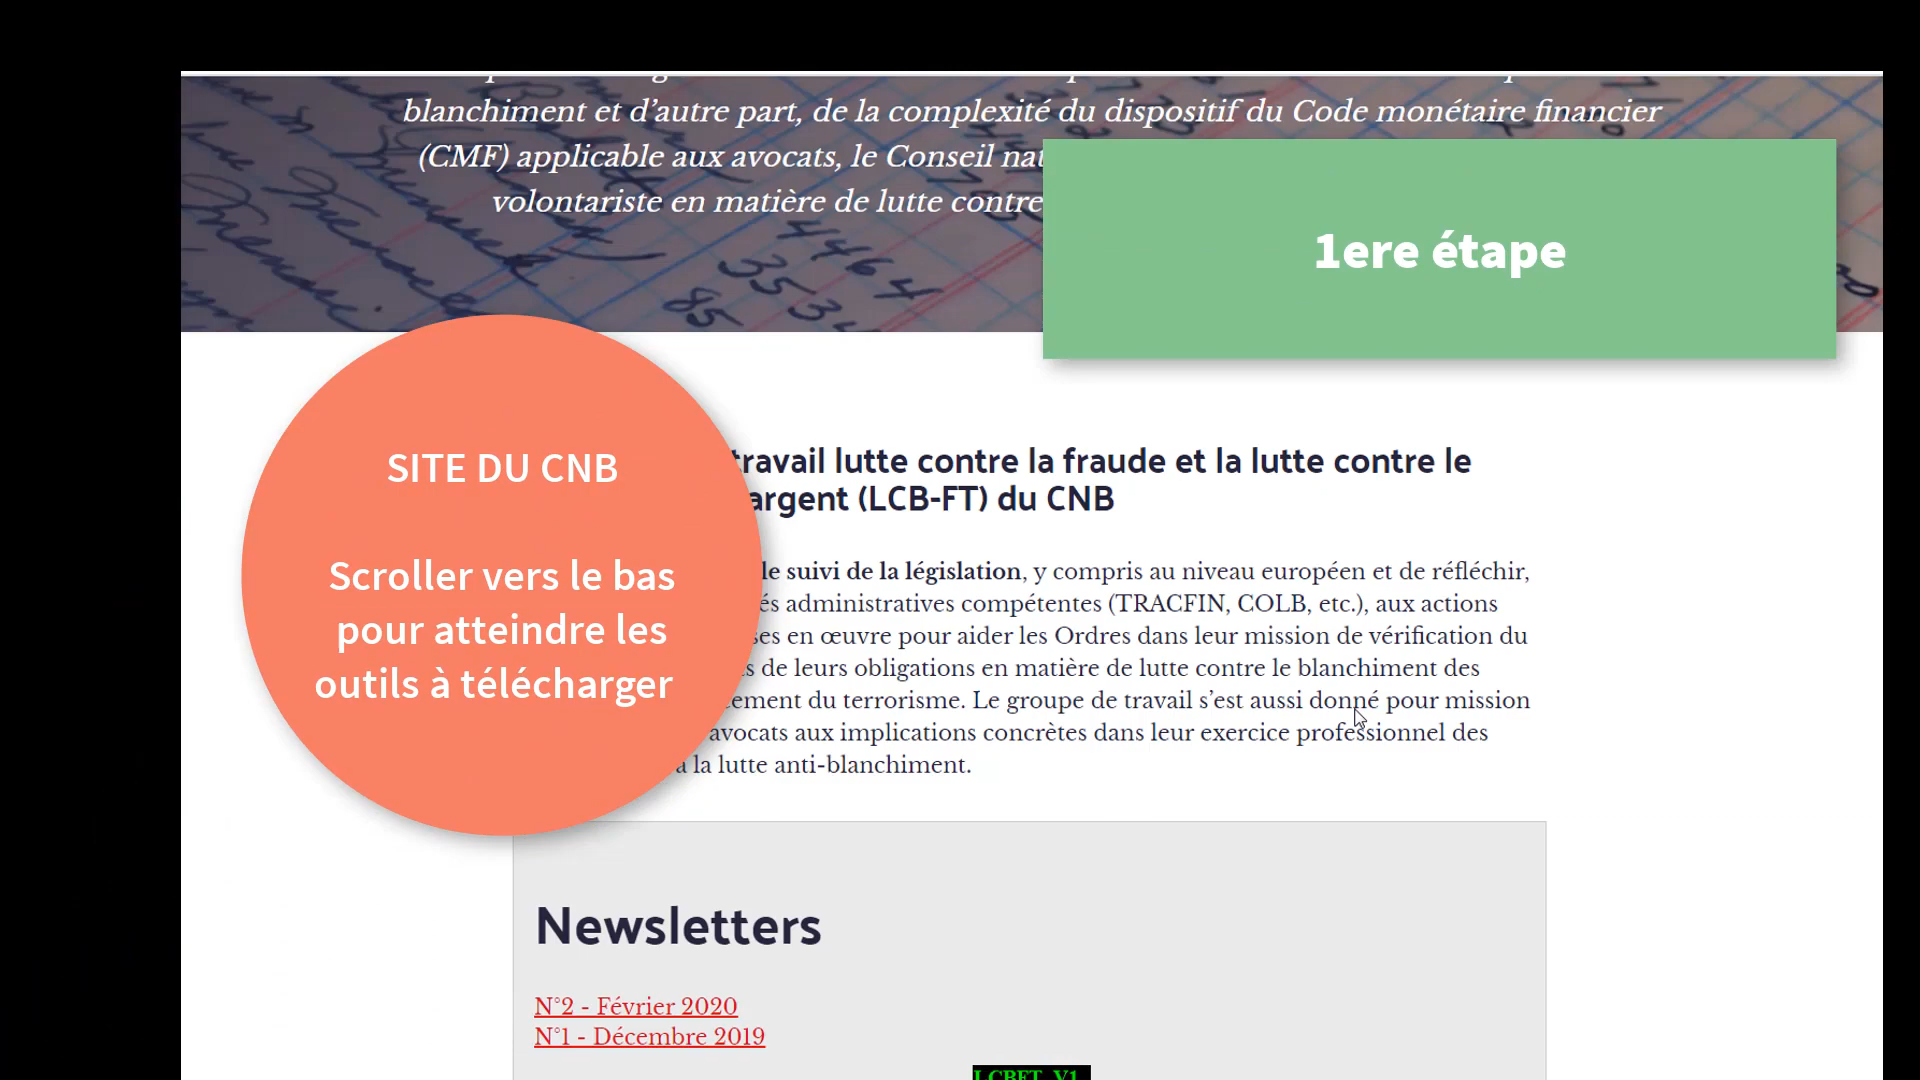 blanchiment et d’autre part, de la complexité du dispositif du Code monétaire financier
(CMF) applicable aux avocats, le Conseil
volontariste en matière de lutte contre
1ere étape
SITE DU CNB
Scroller vers le bas
pour atteindre les
outils à télécharger
travail lutte contre la fraude et la lutte contre le
argent (LCB-FT) du CNB
le suivi de la législation, y compris au niveau européen et de réfléchir,
administratives compétentes (TRACFIN, COLB, etc.), aux actions
en œuvre pour aider les Ordres dans leur mission de vérification du
de leurs obligations en matière de lutte contre le blanchiment des
du terrorisme. Le groupe de travail s’est aussi donné pour mission
avocats aux implications concrètes dans leur exercice professionnel des
à la lutte anti-blanchiment.
Newsletters
N°2 - Février 2020
N°1 - Décembre 2019
LCBFT_V1